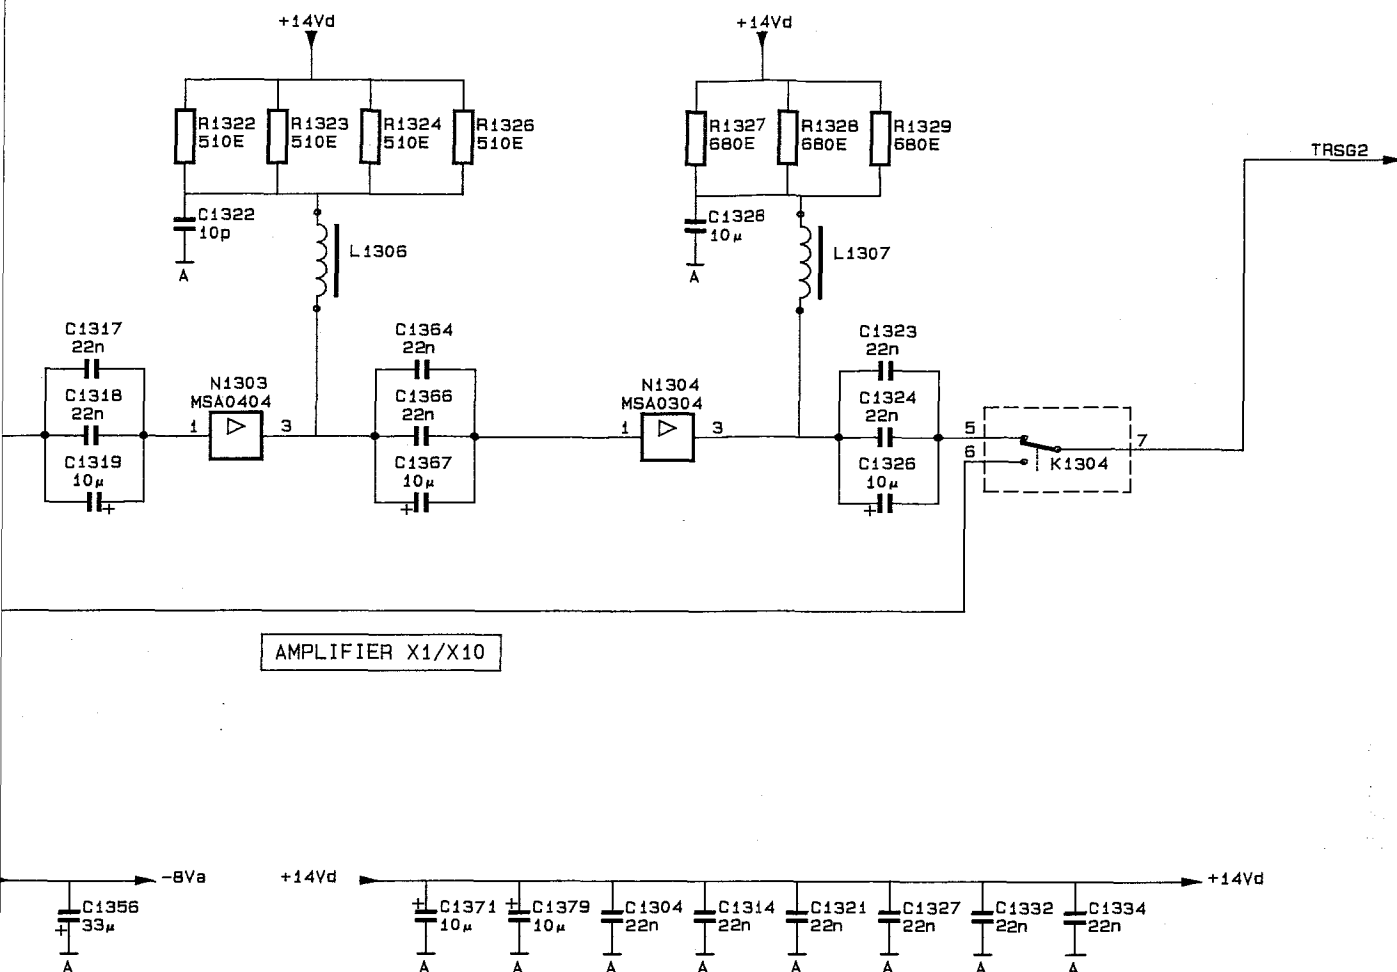 +14Vd
+14Vd
R1322
510E
R1323
510E
R1324
510E
R1326
510E
R1327
680E
R1328
680E
R1329
680E
TRSG2
C1322
10p
A
L1306
C1328
10µ
A
L1307
C1317
22n
C1318
22n
C1319
10µ
+
N1303
MSA0404
1
3
C1364
22n
C1366
22n
C1367
10µ
+
N1304
MSA0304
1
3
C1323
22n
C1324
22n
C1326
10µ
+
5
6
7
K1304
AMPLIFIER X1/X10
-8Va
+14Vd
+14Vd
C1356
33µ
+
A
+
C1371
10µ
A
+
C1379
10µ
A
C1304
22n
A
C1314
22n
A
C1321
22n
A
C1327
22n
A
C1332
22n
A
C1334
22n
A